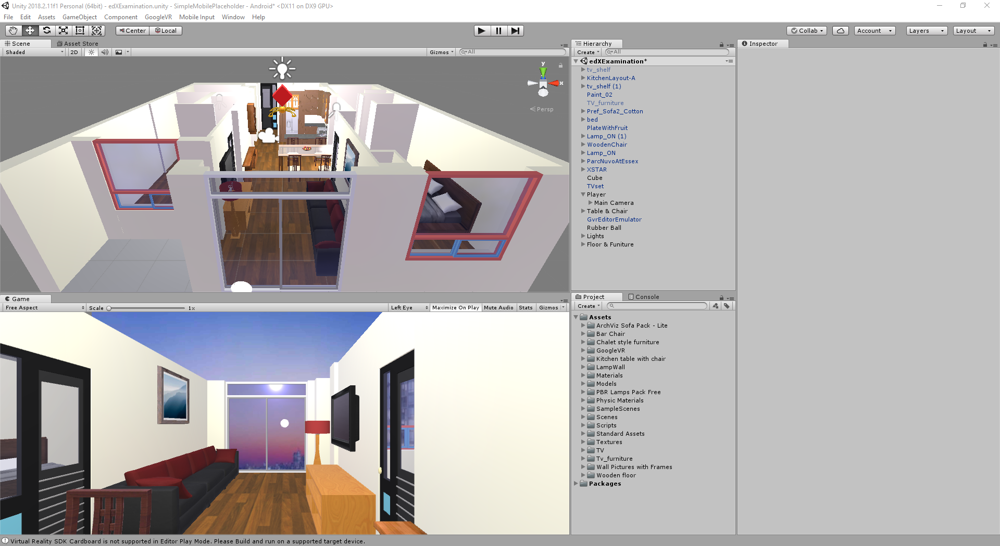 Unity 2018.2.11f1 Personal (64bit) - edXExamination.unity - SimpleMobilePlaceholder - Android* <DX11 on DX9 GPU>
File Edit Assets GameObject Component GoogleVR Mobile Input Window Help
Center Local Collab Account Layers Layout
Scene Asset Store
Shaded 2D Gizmos All
y
x
Persp
Hierarchy
Create All
edXExamination*
tv_shelf
KitchenLayout-A
tv_shelf (1)
Paint_02
TV_furniture
Pref_Sofa2_Cotton
bed
PlateWithFruit
Lamp_ON (1)
WoodenChair
Lamp_ON
ParcNuvoAtEssex
XSTAR
Cube
TVset
Player
Main Camera
Table & Chair
GvrEditorEmulator
Rubber Ball
Lights
Floor & Funiture
Inspector
Game
Free Aspect Scale 1x Left Eye Maximize On Play Mute Audio Stats Gizmos
Project Console
Create
Assets
ArchViz Sofa Pack - Lite
Bar Chair
Chalet style furniture
GoogleVR
Kitchen table with chair
LampWall
Materials
Models
PBR Lamps Pack Free
Physic Materials
SampleScenes
Scenes
Scripts
Standard Assets
Textures
TV
Tv_furniture
Wall Pictures with Frames
Wooden floor
Packages
Virtual Reality SDK Cardboard is not supported in Editor Play Mode. Please Build and run on a supported target device.